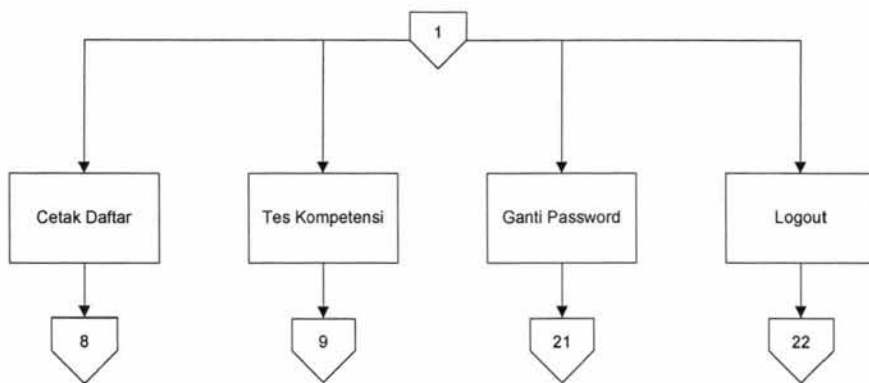 1
Cetak Daftar
Tes Kompetensi
Ganti Password
Logout
8
9
21
22